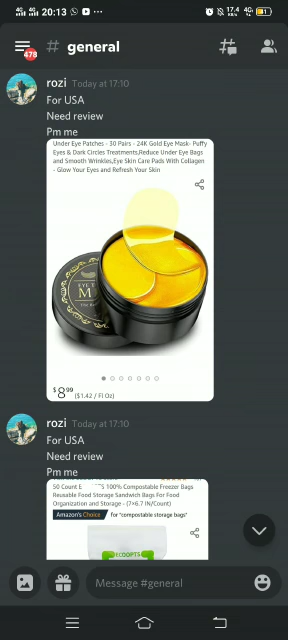 20:13
17.4
KB/s
478
# general
rozi Today at 17:10
For USA
Need review
Pm me
Under Eye Patches - 30 Pairs - 24K Gold Eye Mask- Puffy
Eyes & Dark Circles Treatments,Reduce Under Eye Bags
and Smooth Wrinkles,Eye Skin Care Pads With Collagen
- Glow Your Eyes and Refresh Your Skin
$8 99 ($1.42 / Fl Oz)
rozi Today at 17:10
For USA
Need review
Pm me
50 Count 100% Compostable Freezer Bags
Reusable Food Storage Sandwich Bags For Food
Organization and Storage - (7×6.7 IN/Count)
Amazon's Choice for "compostable storage bags"
Message #general